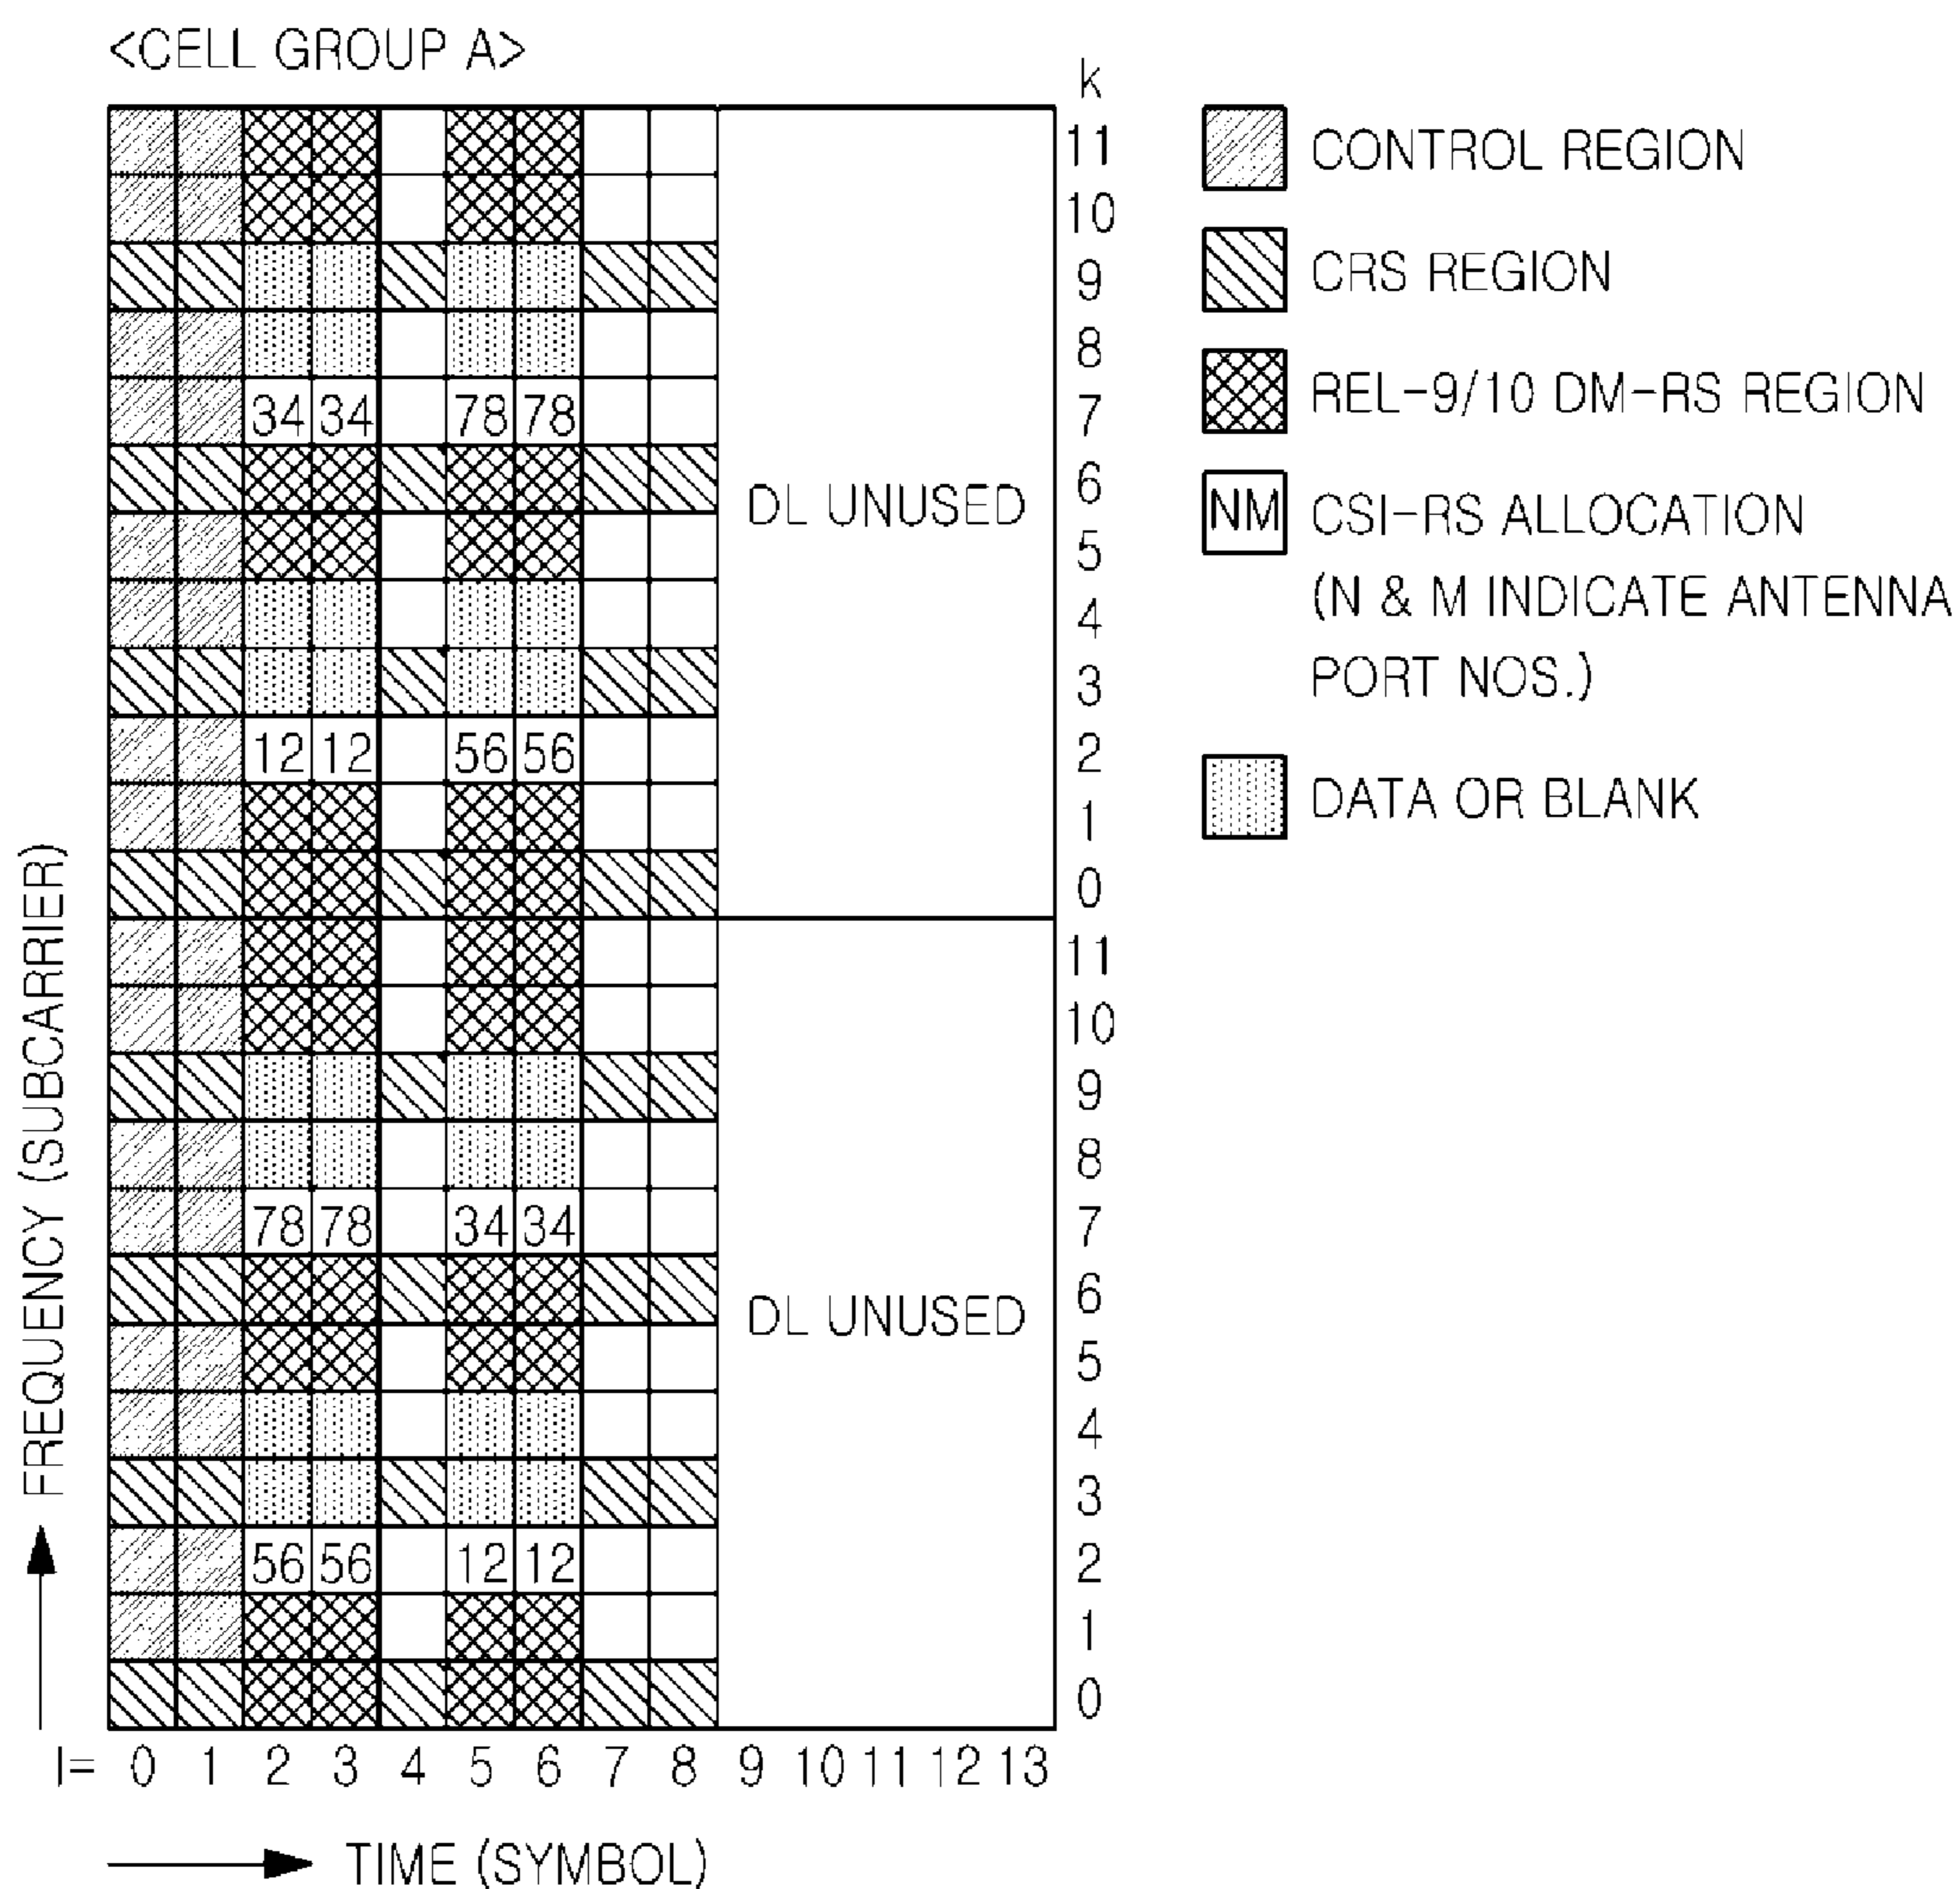 <CELL GROUP A>
k
11
10
9
8
34 34 78 78 7
6
DL UNUSED
5
4
3
12 12 56 56 2
1
0
11
10
9
8
78 78 34 34 7
6
DL UNUSED
5
4
3
56 56 12 12 2
1
0
l= 0 1 2 3 4 5 6 7 8 9 10 11 12 13
TIME (SYMBOL)
FREQUENCY (SUBCARRIER)
CONTROL REGION
CRS REGION
REL-9/10 DM-RS REGION
NM CSI-RS ALLOCATION
(N & M INDICATE ANTENNA
PORT NOS.)
DATA OR BLANK